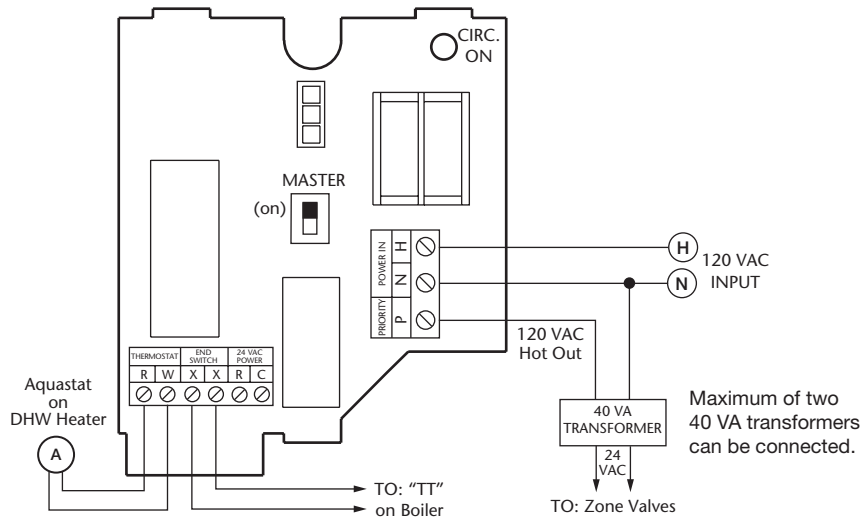 CIRC.
ON
MASTER
(on)
POWER IN
H
N
PRIORITY
P
H
N
120 VAC
INPUT
120 VAC
Hot Out
THERMOSTAT
END
SWITCH
24 VAC
POWER
R W X X R C
Aquastat
on
DHW Heater
A
40 VA
TRANSFORMER
24
VAC
Maximum of two
40 VA transformers
can be connected.
TO: "TT"
on Boiler
TO: Zone Valves